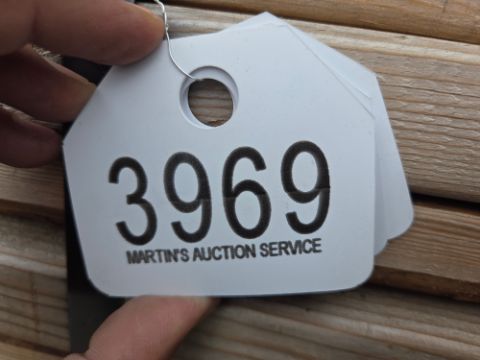 3969
MARTIN'S AUCTION SERVICE